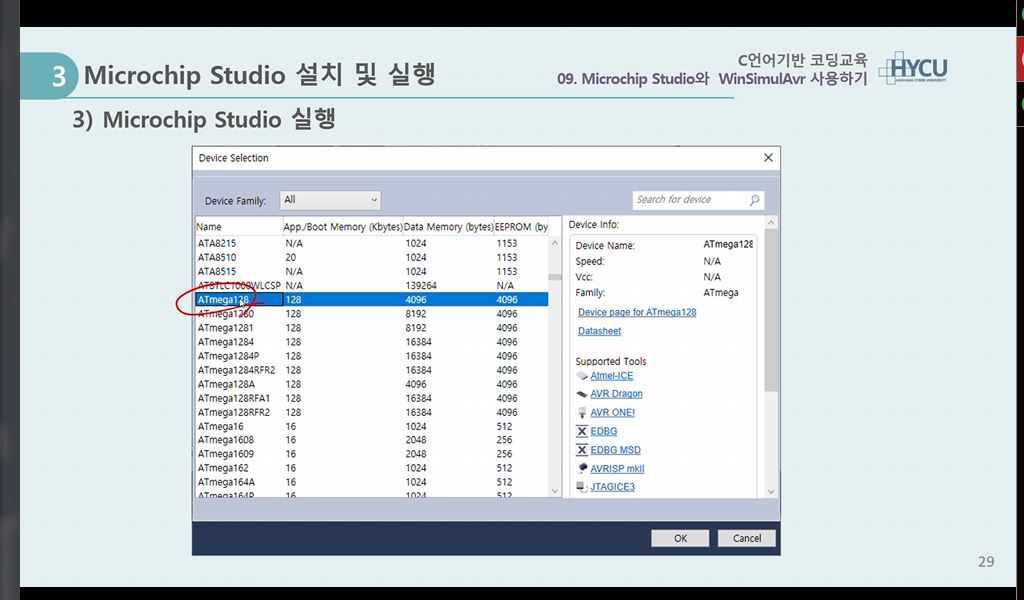 3 Microchip Studio 설치 및 실행
C언어기반 코딩교육
09. Microchip Studio와 WinSimulAvr 사용하기
HYCU
3) Microchip Studio 실행
Device Selection
Device Family: All
Search for device
Name App./Boot Memory (Kbytes) Data Memory (bytes) EEPROM (by
ATA8215 N/A 1024 1153
ATA8510 20 1024 1153
ATA8515 N/A 1024 1153
ATBTLC1000WLCSP N/A 139264 N/A
ATmega128 128 4096 4096
ATmega1280 128 8192 4096
ATmega1281 128 8192 4096
ATmega1284 128 16384 4096
ATmega1284P 128 16384 4096
ATmega1284RFR2 128 16384 4096
ATmega128A 128 4096 4096
ATmega128RFA1 128 16384 4096
ATmega128RFR2 128 16384 4096
ATmega16 16 1024 512
ATmega1608 16 2048 256
ATmega1609 16 2048 256
ATmega162 16 1024 512
ATmega164A 16 1024 512
ATmega164P 16 1024 512
Device Info:
Device Name: ATmega128
Speed: N/A
Vcc: N/A
Family: ATmega
Device page for ATmega128
Datasheet
Supported Tools
Atmel-ICE
AVR Dragon
AVR ONE!
EDBG
EDBG MSD
AVRISP mkII
JTAGICE3
OK Cancel
29